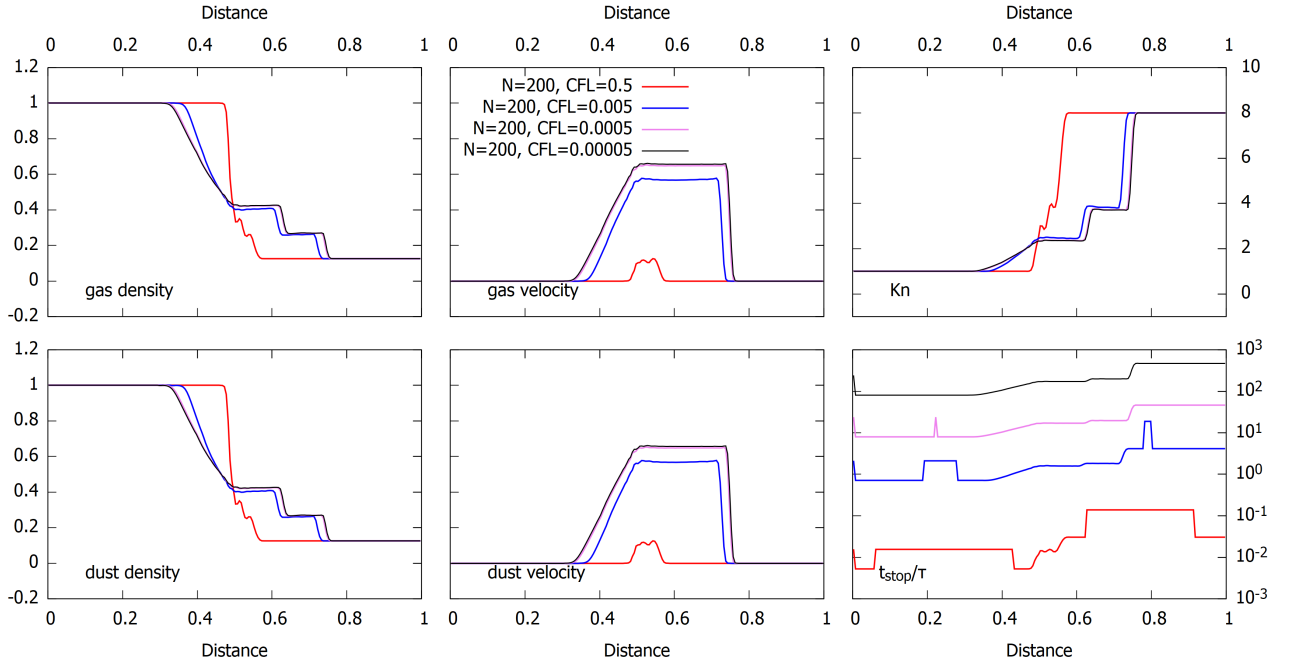 Distance Distance Distance
0 0.2 0.4 0.6 0.8 1 0 0.2 0.4 0.6 0.8 1 0 0.2 0.4 0.6 0.8 1
1.2 10
N=200, CFL=0.5
1 N=200, CFL=0.005 8
N=200, CFL=0.0005
0.8 N=200, CFL=0.00005
6
0.6
0.4 4
0.2 2
0 gas density gas velocity Kn 0
-0.2
1.2 10³
1 10²
0.8 10¹
0.6 10⁰
0.4 10⁻¹
0.2 10⁻²
0 dust density dust velocity t_stop/τ
-0.2 10⁻³
0 0.2 0.4 0.6 0.8 1 0 0.2 0.4 0.6 0.8 1 0 0.2 0.4 0.6 0.8 1
Distance Distance Distance